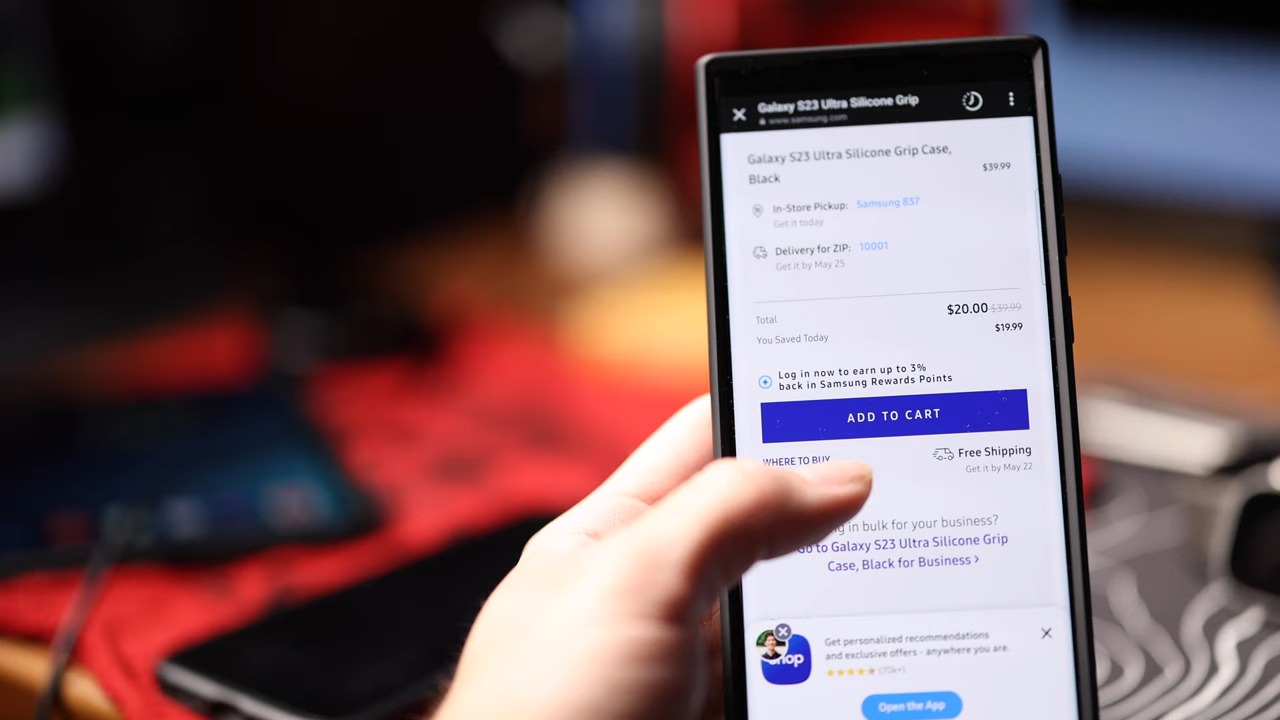 Galaxy S23 Ultra Silicone Grip
www.samsung.com
Galaxy S23 Ultra Silicone Grip Case,
Black
$39.99
In-Store Pickup: Samsung 837
Get it today
Delivery for ZIP: 10001
Get it by May 25
Total
$20.00 $39.99
You Saved Today
$19.99
Log in now to earn up to 3%
back in Samsung Rewards Points
ADD TO CART
WHERE TO BUY
Free Shipping
Get it by May 22
in bulk for your business?
Go to Galaxy S23 Ultra Silicone Grip
Case, Black for Business >
Get personalized recommendations
and exclusive offers - anywhere you are.
(20k+)
Open the App